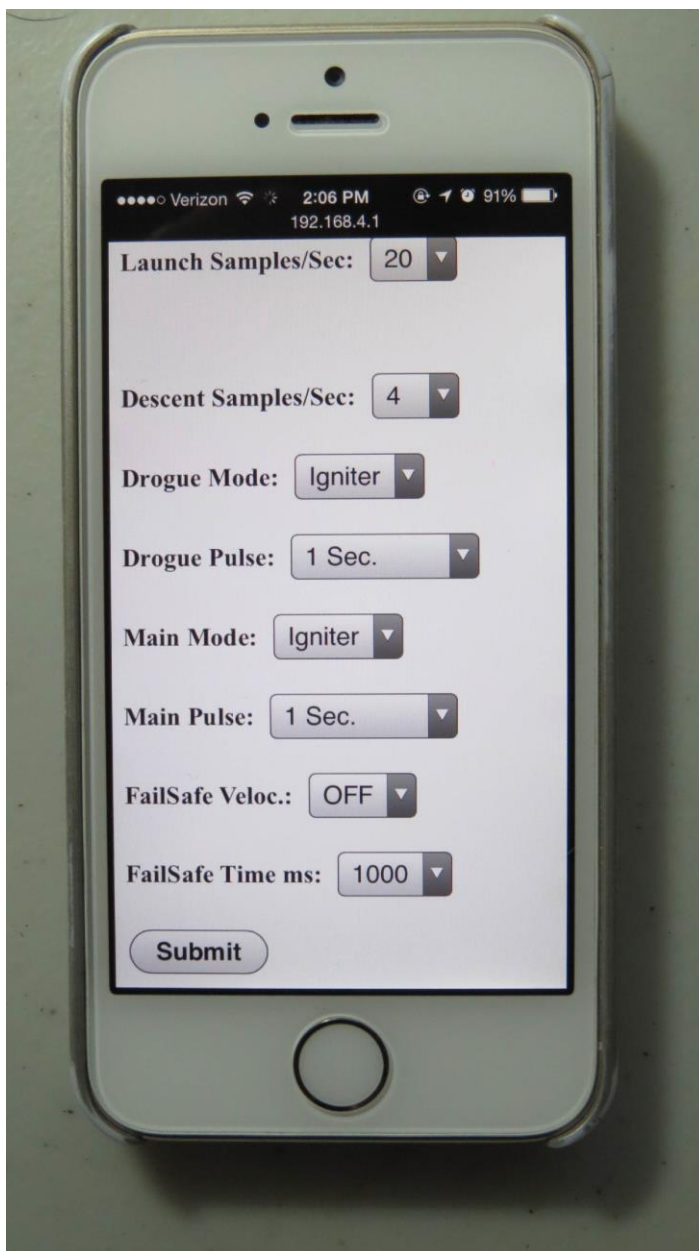 Verizon 2:06 PM 91%
192.168.4.1
Launch Samples/Sec: 20
Descent Samples/Sec: 4
Drogue Mode: Igniter
Drogue Pulse: 1 Sec.
Main Mode: Igniter
Main Pulse: 1 Sec.
FailSafe Veloc.: OFF
FailSafe Time ms: 1000
Submit